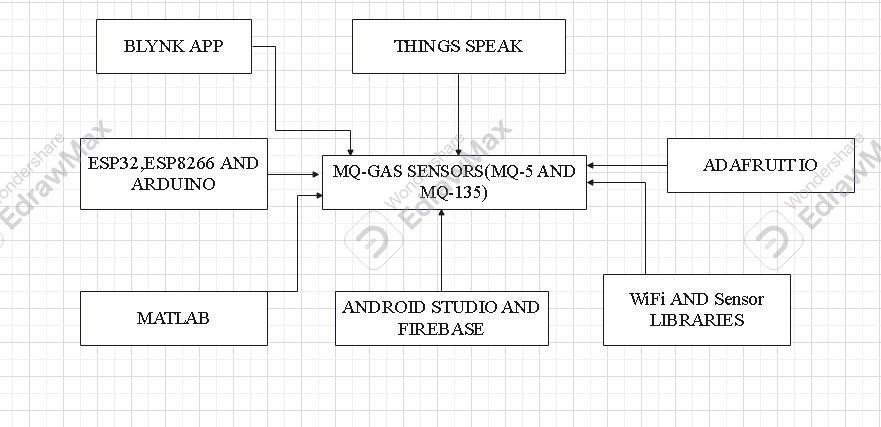 BLYNK APP
THINGS SPEAK
ESP32,ESP8266 AND
ARDUINO
MQ-GAS SENSORS(MQ-5 AND
MQ-135)
ADAFRUIT IO
MATLAB
ANDROID STUDIO AND
FIREBASE
WiFi AND Sensor
LIBRARIES
Wondershare
EdrawMax
Wondershare
EdrawMax
Wondershare
EdrawMax